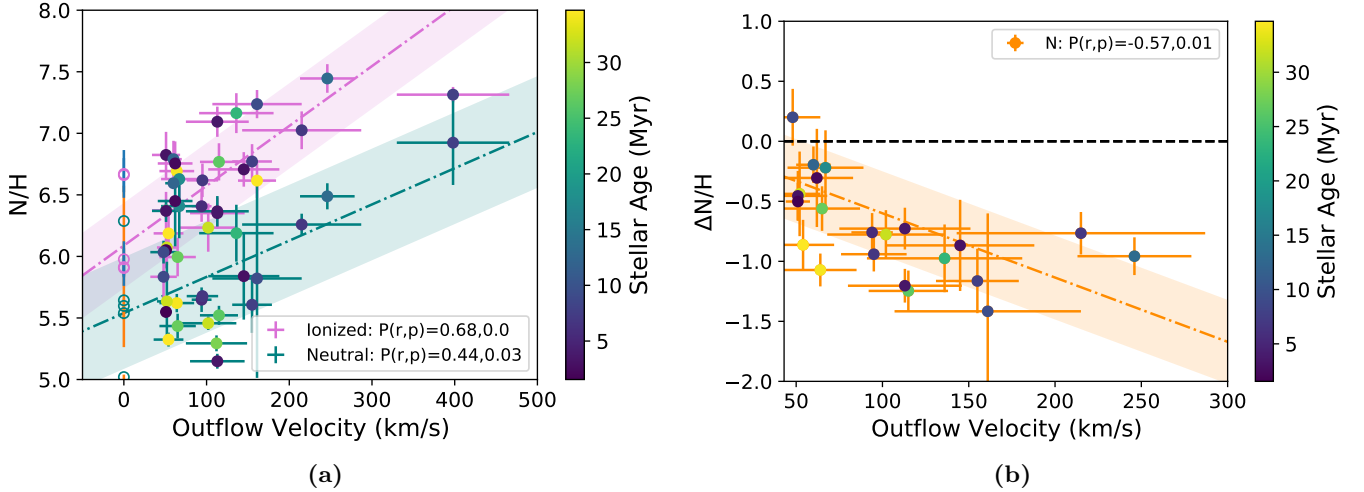 8.0
7.5
7.0
6.5
6.0
5.5
5.0
N/H
0 100 200 300 400 500
Outflow Velocity (km/s)
Ionized: P(r,p)=0.68,0.0
Neutral: P(r,p)=0.44,0.03
30
25
20
15
10
5
Stellar Age (Myr)
(a)
1.0
0.5
0.0
−0.5
−1.0
−1.5
−2.0
ΔN/H
50 100 150 200 250 300
Outflow Velocity (km/s)
N: P(r,p)=-0.57,0.01
30
25
20
15
10
5
Stellar Age (Myr)
(b)